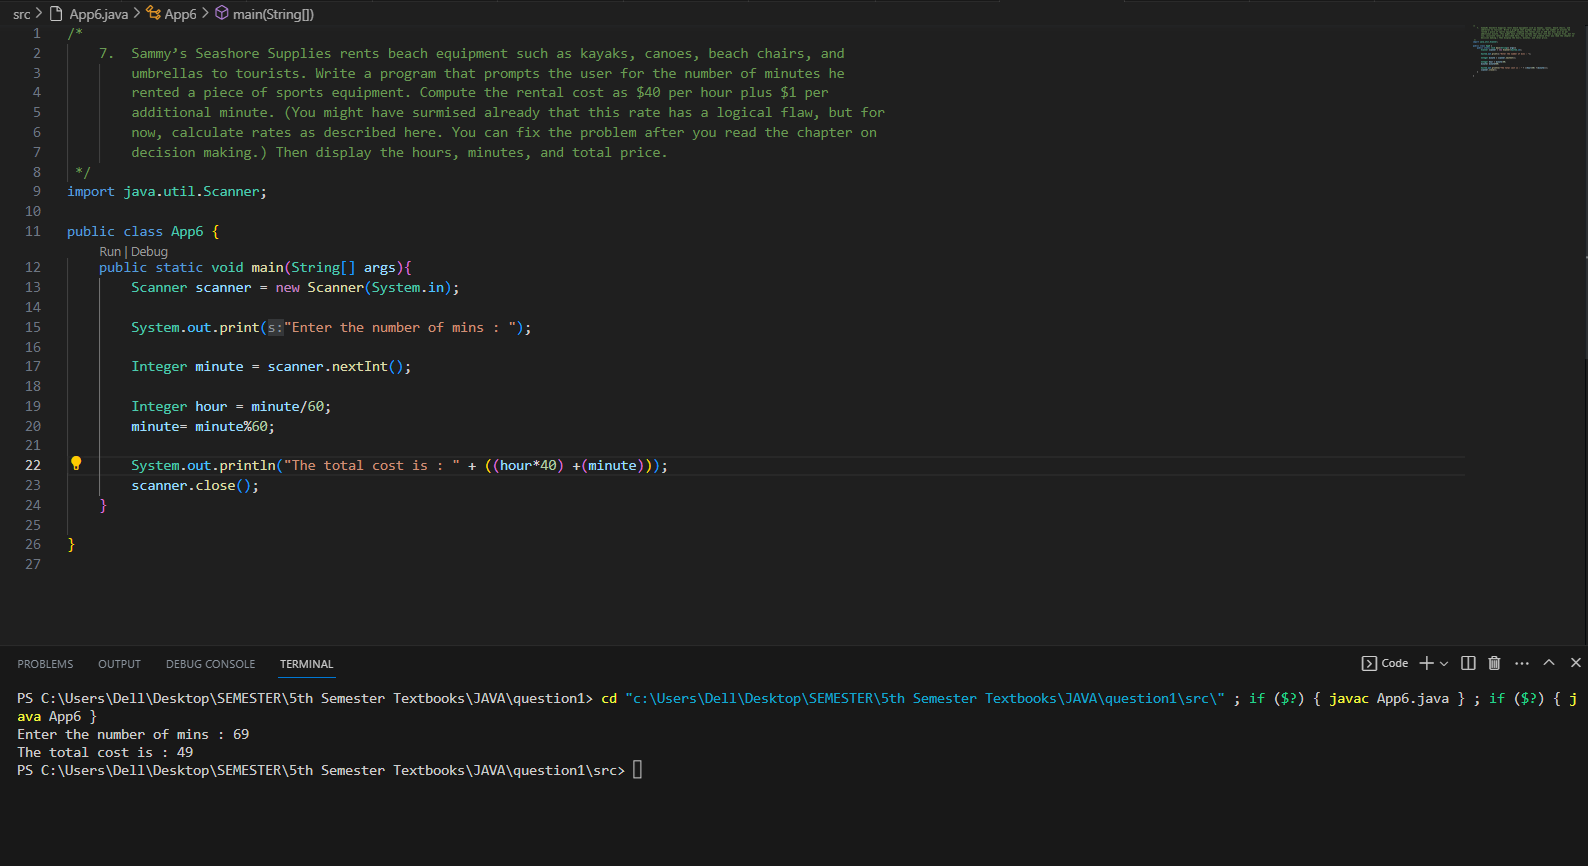 src > App6.java > App6 > main(String[])
1 /*
2 7. Sammy’s Seashore Supplies rents beach equipment such as kayaks, canoes, beach chairs, and
3 umbrellas to tourists. Write a program that prompts the user for the number of minutes he
4 rented a piece of sports equipment. Compute the rental cost as $40 per hour plus $1 per
5 additional minute. (You might have surmised already that this rate has a logical flaw, but for
6 now, calculate rates as described here. You can fix the problem after you read the chapter on
7 decision making.) Then display the hours, minutes, and total price.
8 */
9 import java.util.Scanner;
10
11 public class App6 {
Run | Debug
12 public static void main(String[] args){
13 Scanner scanner = new Scanner(System.in);
14
15 System.out.print(s:"Enter the number of mins : ");
16
17 Integer minute = scanner.nextInt();
18
19 Integer hour = minute/60;
20 minute= minute%60;
21
22 System.out.println("The total cost is : " + ((hour*40) +(minute)));
23 scanner.close();
24 }
25
26 }
27
PROBLEMS OUTPUT DEBUG CONSOLE TERMINAL Code
PS C:\Users\Dell\Desktop\SEMESTER\5th Semester Textbooks\JAVA\question1> cd "c:\Users\Dell\Desktop\SEMESTER\5th Semester Textbooks\JAVA\question1\src\" ; if ($?) { javac App6.java } ; if ($?) { j
ava App6 }
Enter the number of mins : 69
The total cost is : 49
PS C:\Users\Dell\Desktop\SEMESTER\5th Semester Textbooks\JAVA\question1\src>